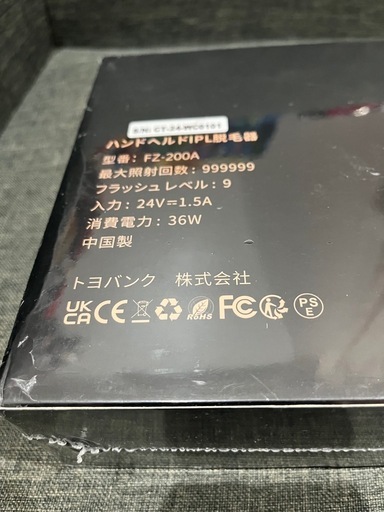 S/N: CT-24-WC6151
ハンドヘルドIPL脱毛器
型番: FZ-200A
最大照射回数: 999999
フラッシュレベル: 9
入力: 24V⎓1.5A
消費電力: 36W
中国製
トヨバンク 株式会社
UK CA CE RoHS FC PSE